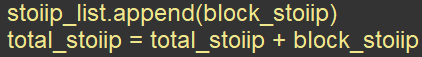 stoiip_list.append(block_stoiip)
total_stoiip = total_stoiip + block_stoiip